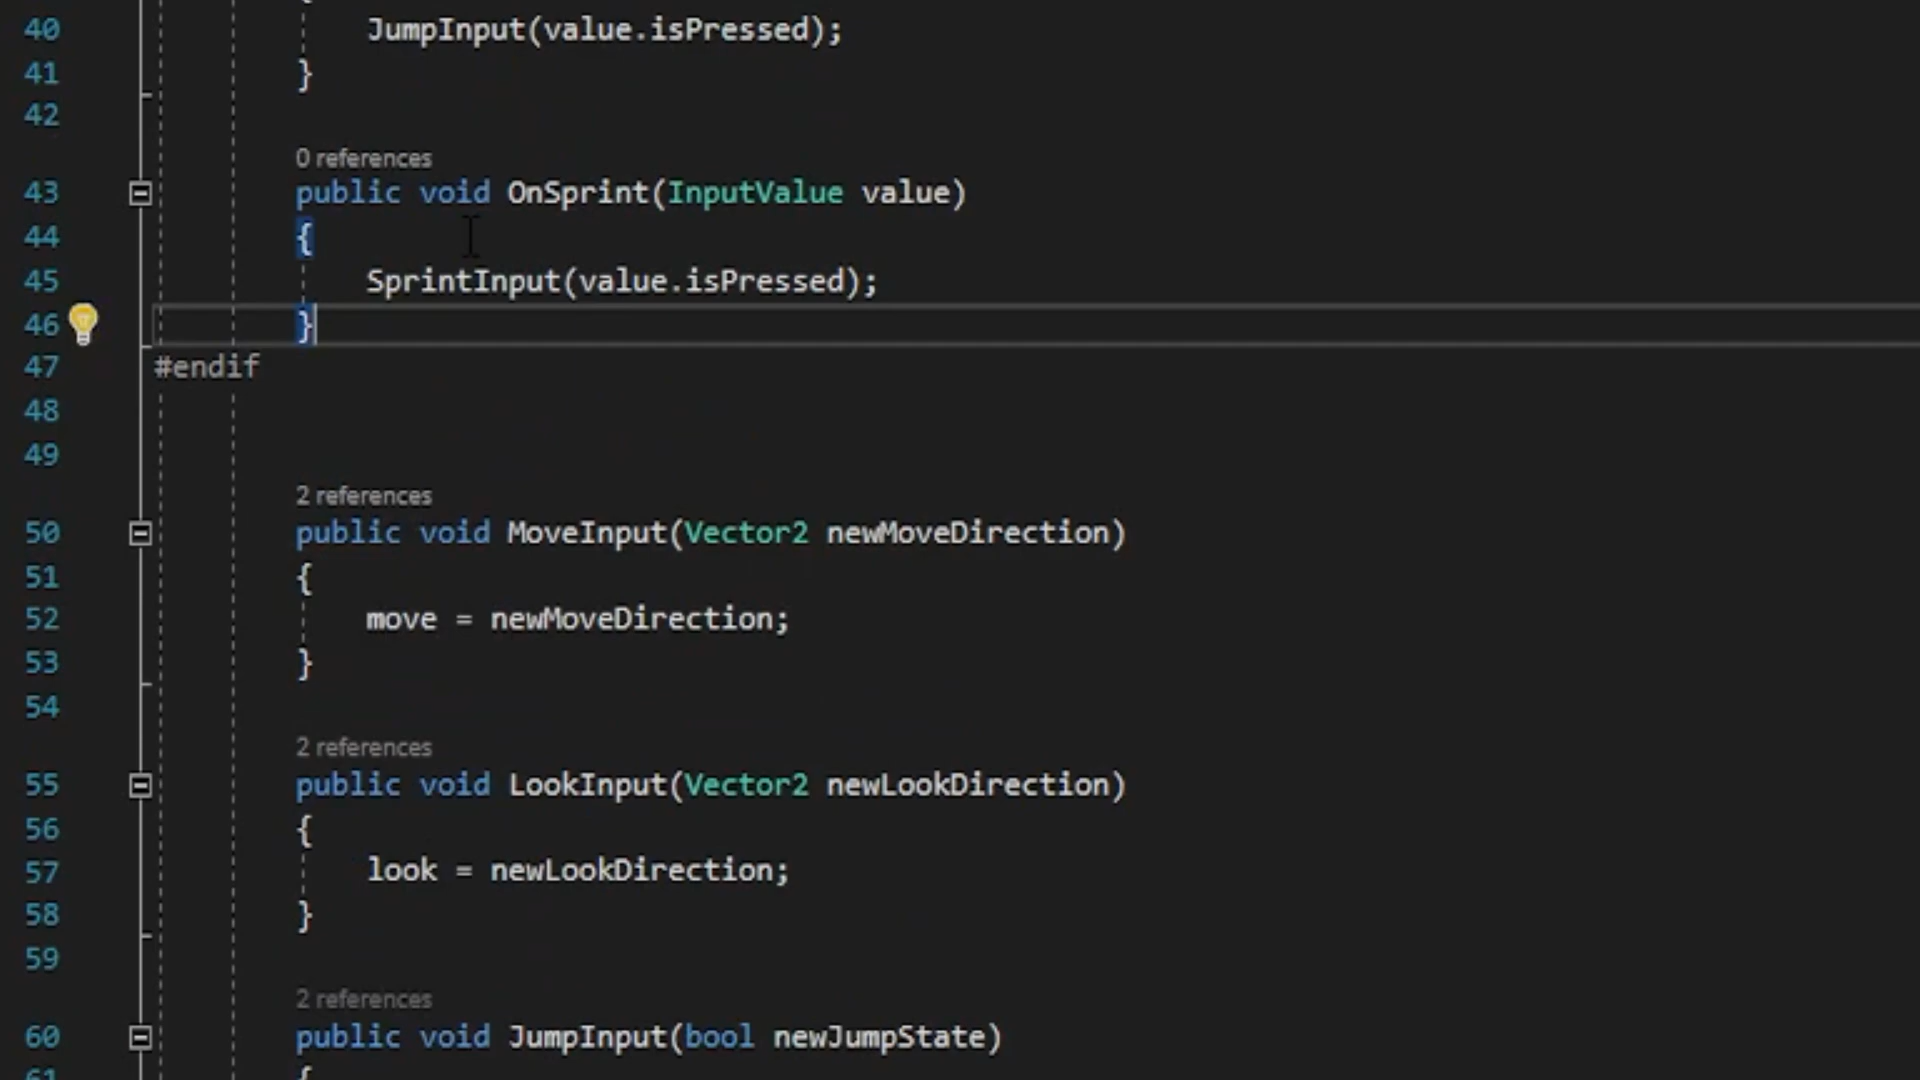 40 JumpInput(value.isPressed);
41 }
42
0 references
43 public void OnSprint(InputValue value)
44 {
45 SprintInput(value.isPressed);
46 }
47 #endif
48
49
2 references
50 public void MoveInput(Vector2 newMoveDirection)
51 {
52 move = newMoveDirection;
53 }
54
2 references
55 public void LookInput(Vector2 newLookDirection)
56 {
57 look = newLookDirection;
58 }
59
2 references
60 public void JumpInput(bool newJumpState)
61 {